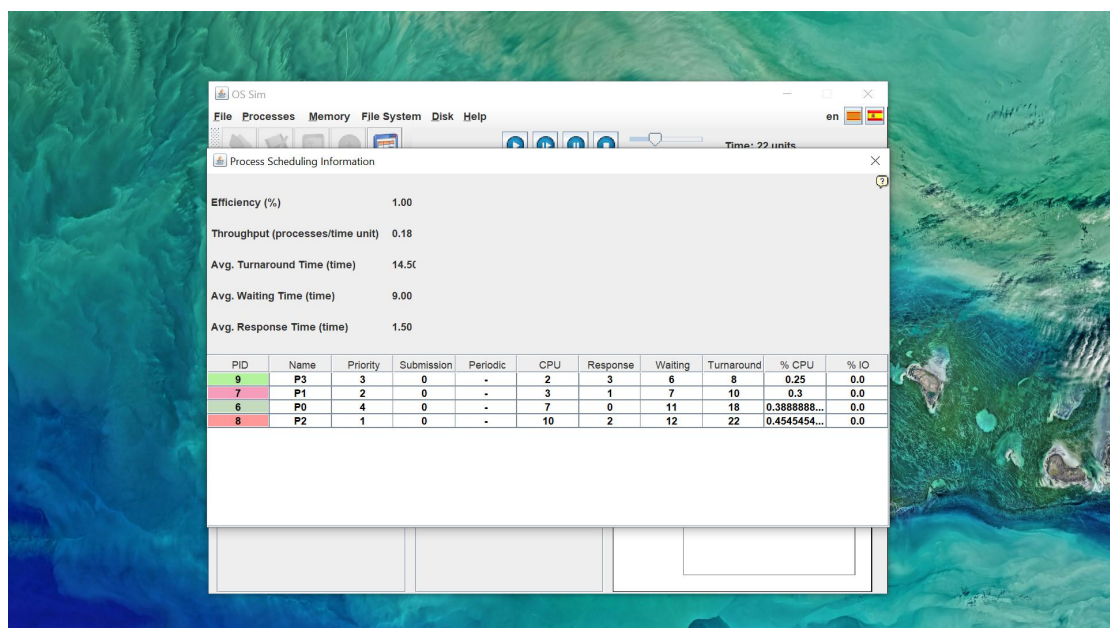 OS Sim
File Processes Memory File System Disk Help en
Time: 22 units
Process Scheduling Information
Efficiency (%) 1.00
Throughput (processes/time unit) 0.18
Avg. Turnaround Time (time) 14.50
Avg. Waiting Time (time) 9.00
Avg. Response Time (time) 1.50
PID Name Priority Submission Periodic CPU Response Waiting Turnaround % CPU % IO
9 P3 3 0 - 2 3 6 8 0.25 0.0
7 P1 2 0 - 3 1 7 10 0.3 0.0
6 P0 4 0 - 7 0 11 18 0.3888888... 0.0
8 P2 1 0 - 10 2 12 22 0.4545454... 0.0